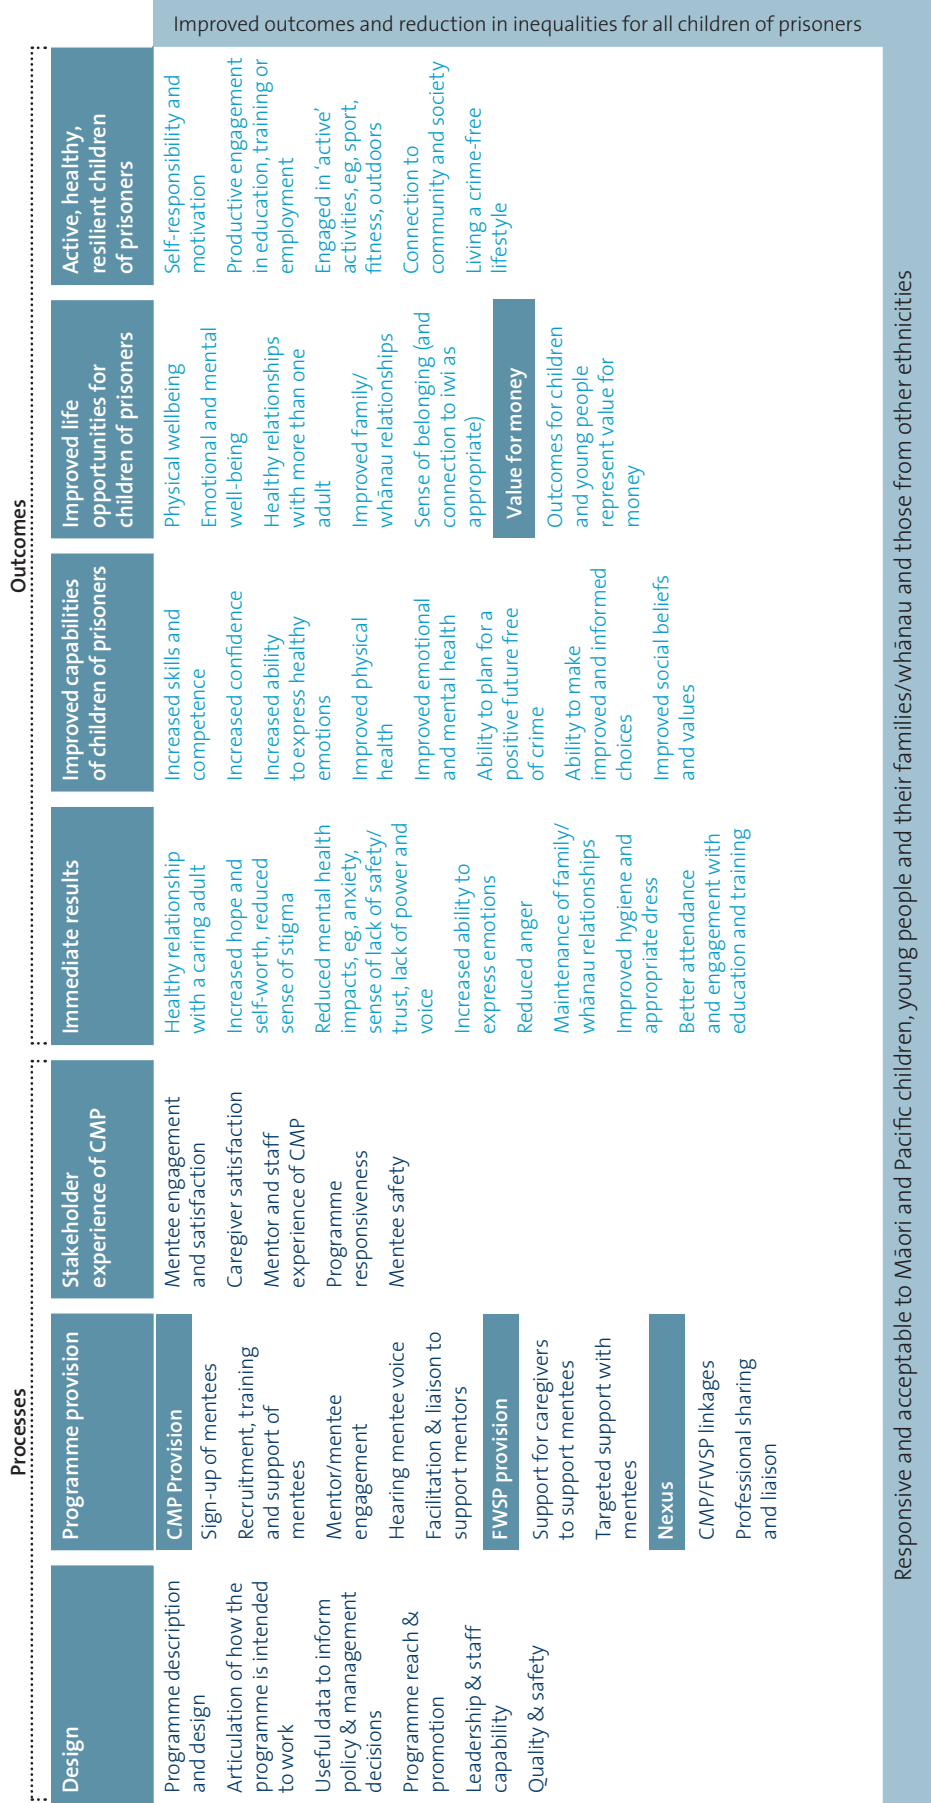 Processes
Outcomes
Design
Programme description
and design
Articulation of how the
programme is intended
to work
Useful data to inform
policy & management
decisions
Programme reach &
promotion
Leadership & staff
capability
Quality & safety
Programme provision
CMP Provision
Sign-up of mentees
Recruitment, training
and support of
mentees
Mentor/mentee
engagement
Hearing mentee voice
Facilitation & liaison to
support mentors
FWSP provision
Support for caregivers
to support mentees
Targeted support with
mentees
Nexus
CMP/FWSP linkages
Professional sharing
and liaison
Stakeholder
experience of CMP
Mentee engagement
and satisfaction
Caregiver satisfaction
Mentor and staff
experience of CMP
Programme
responsiveness
Mentee safety
Immediate results
Healthy relationship
with a caring adult
Increased hope and
self-worth, reduced
sense of stigma
Reduced mental health
impacts, eg, anxiety,
sense of lack of safety/
trust, lack of power and
voice
Increased ability to
express emotions
Reduced anger
Maintenance of family/
whānau relationships
Improved hygiene and
appropriate dress
Better attendance
and engagement with
education and training
Improved capabilities
of children of prisoners
Increased skills and
competence
Increased confidence
Increased ability
to express healthy
emotions
Improved physical
health
Improved emotional
and mental health
Ability to plan for a
positive future free
of crime
Ability to make
improved and informed
choices
Improved social beliefs
and values
Improved life
opportunities for
children of prisoners
Physical wellbeing
Emotional and mental
well-being
Healthy relationships
with more than one
adult
Improved family/
whānau relationships
Sense of belonging (and
connection to iwi as
appropriate)
Value for money
Outcomes for children
and young people
represent value for
money
Active, healthy,
resilient children
of prisoners
Self-responsibility and
motivation
Productive engagement
in education, training or
employment
Engaged in ‘active’
activities, eg, sport,
fitness, outdoors
Connection to
community and society
Living a crime-free
lifestyle
Improved outcomes and reduction in inequalities for all children of prisoners
Responsive and acceptable to Māori and Pacific children, young people and their families/whānau and those from other ethnicities